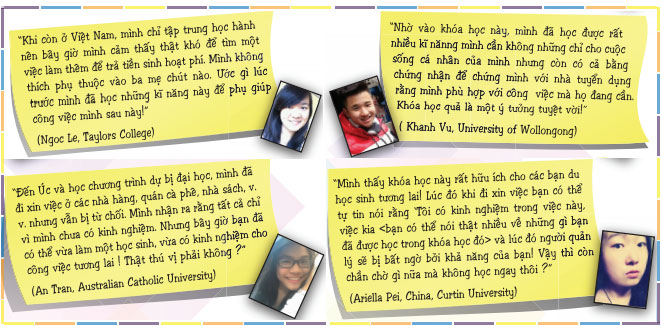 “Khi còn ở Việt Nam, mình chỉ tập trung học hành
nên bây giờ mình cảm thấy thật khó để tìm một
việc làm thêm để trả tiền sinh hoạt phí. Mình không
thích phụ thuộc vào ba mẹ chút nào. Ước gì lúc
trước mình đã học những kĩ năng này để phụ giúp
công việc mình sau này!”
(Ngoc Le, Taylors College)
“Nhờ vào khóa học này, mình đã học được rất
nhiều kĩ nănng mình cần không những chỉ cho cuộc
sống cá nhân của mình nhưng còn có cả bằng
chứng nhận để chứng mình với nhà tuyển dụng
rằng mình phù hợp với công việc mà họ đang cần.
Khóa học quả là một ý tưởng tuyệt vời!”
( Khanh Vu, University of Wollongong)
“Đến Úc và học chương trình dự bị đại học, mình đã
đi xin việc ở các nhà hàng, quán cà phê, nhà sách, v.
v. nhưng vẫn bị từ chối. Mình nhận ra rằng tất cả chỉ
vì mình chưa có kinh nghiệm. Nhưng bây giờ bạn đã
có thể vừa làm một học sinh, vừa có kinh nghiệm cho
công việc tương lai ! Thật thú vị phải không ?”
(An Tran, Australian Catholic University)
“Mình thấy khóa học này rất hữu ích cho các bạn du
học sinh tương lai! Lúc đó khi đi xin việc bạn có thể
tự tin nói rằng “Tôi có kinh nghiệm trong việc này,
việc kia <bạn có thể nói thật nhiều về những gì bạn
đã được học trong khóa học đó> và lúc đó người quản
lý sẽ bị bất ngờ bởi khả năng của bạn! Vậy thì còn
chần chờ gì nữa mà không học ngay thôi ?”
(Ariella Pei, China, Curtin University)